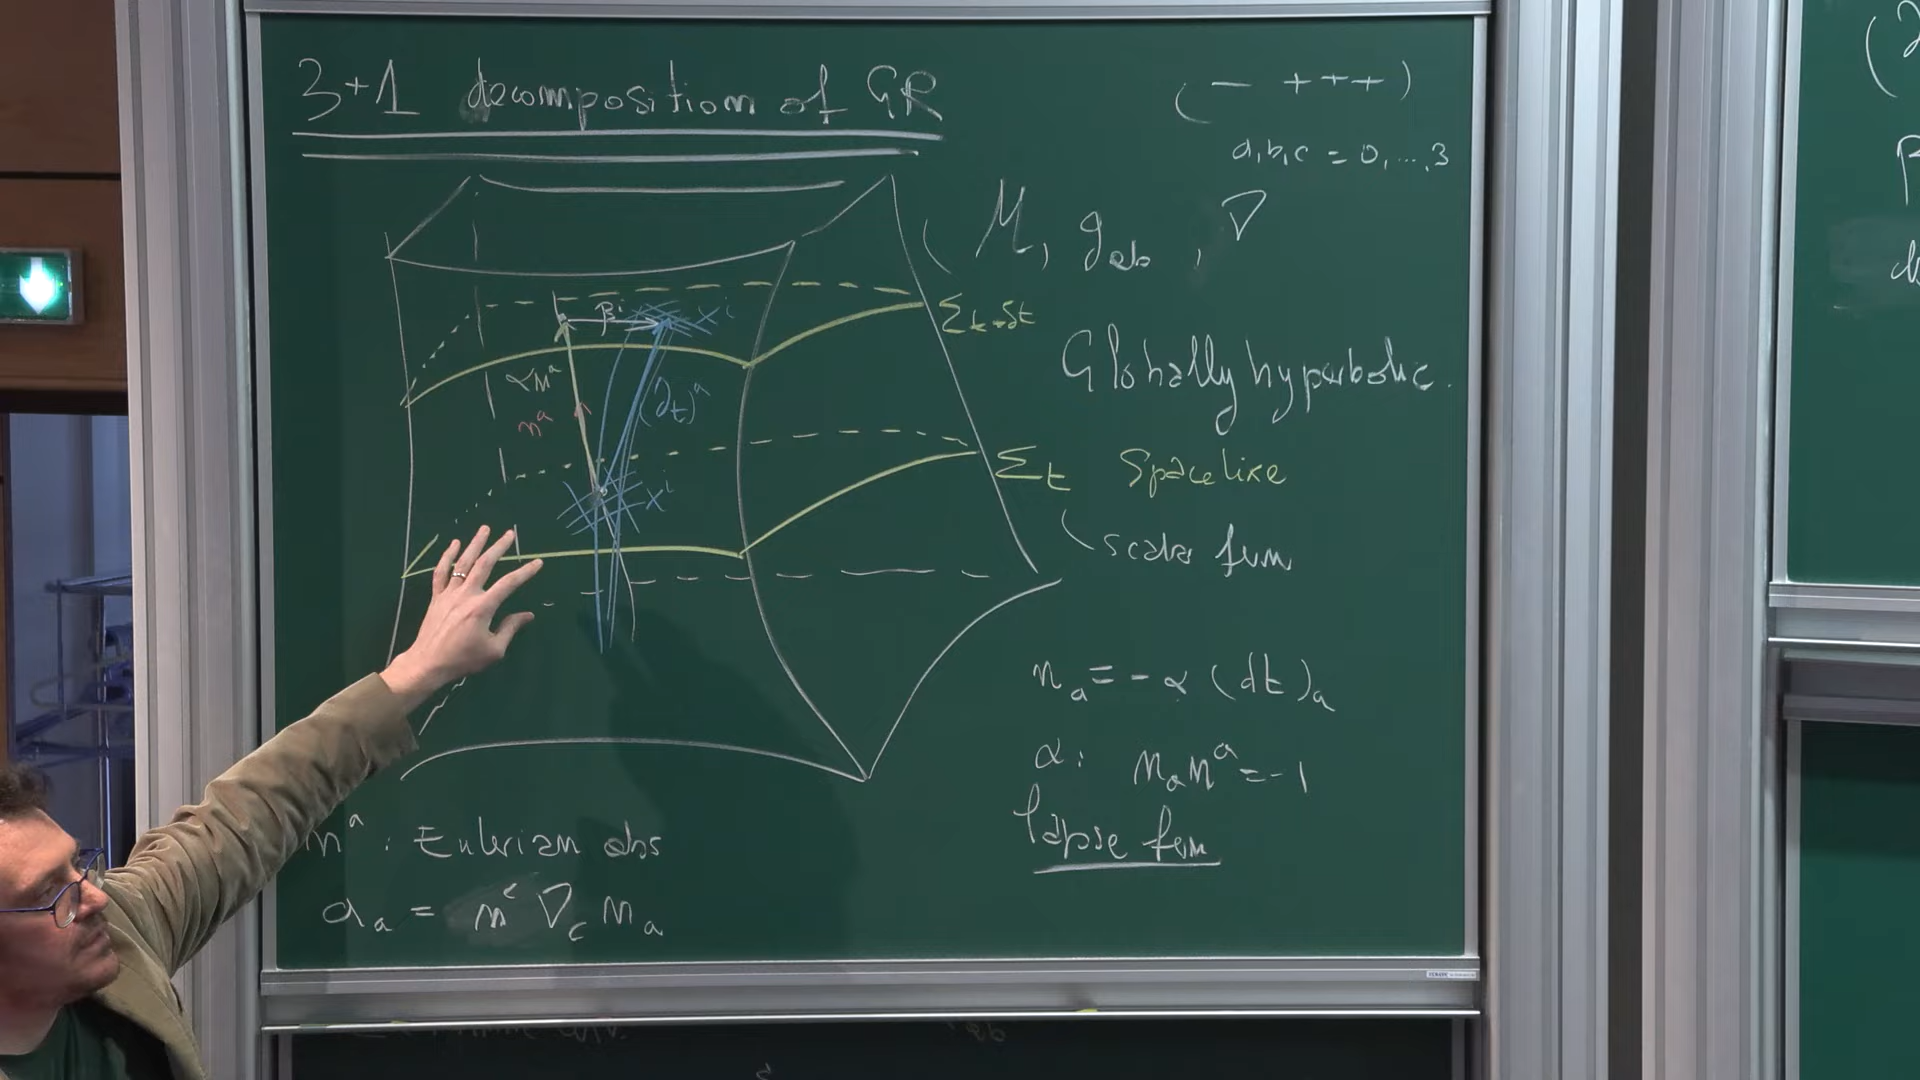 3+1 decomposition of GR
(- +++)
a,b,c = 0,...,3
(M, g_ab, ∇
Σ_t+δt
β^i
x^i
αn^a
n^a
(∂_t)^a
Globally hyperbolic.
x^i
Σ_t Spacelike
scalar fun
n_a = - α (dt)_a
α: n_a n^a = -1
lapse fun
n^a: Eulerian obs
a_a = n^c ∇_c n_a